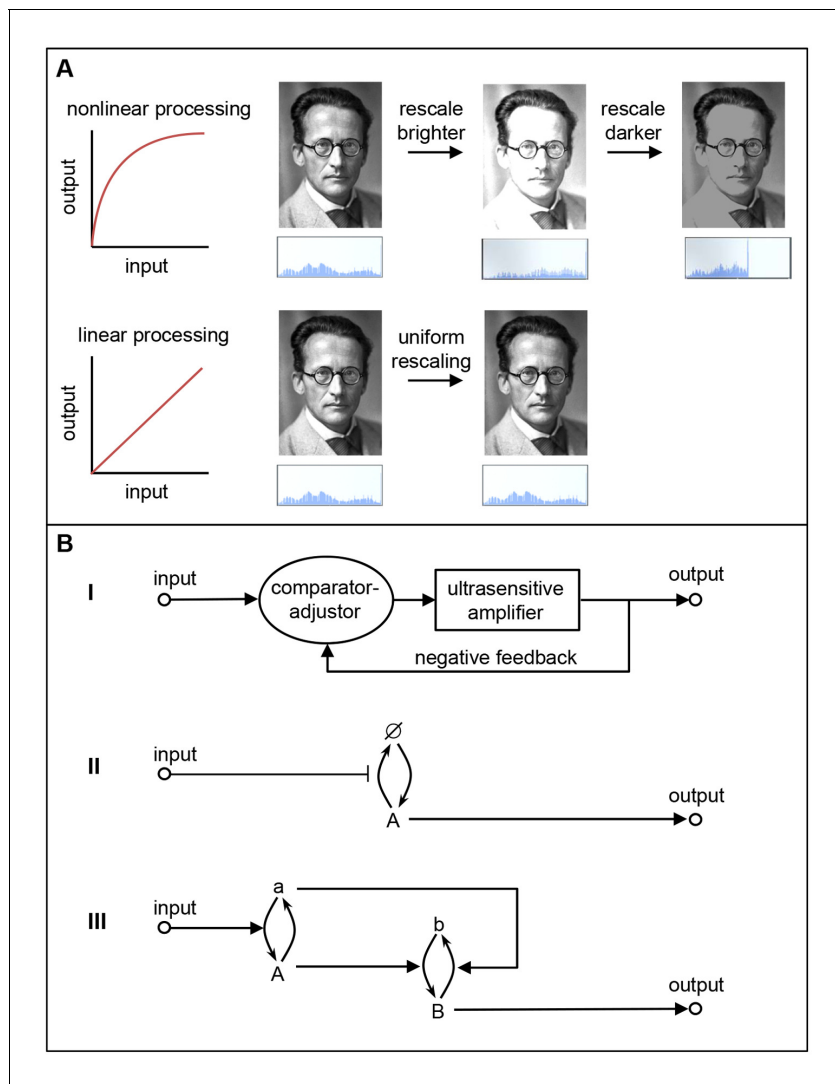 A
nonlinear processing
output
input
rescale
brighter
rescale
darker
linear processing
output
input
uniform
rescaling
B
I
input
comparator-
adjustor
ultrasensitive
amplifier
output
negative feedback
II
input
∅
A
output
III
input
a
A
b
B
output